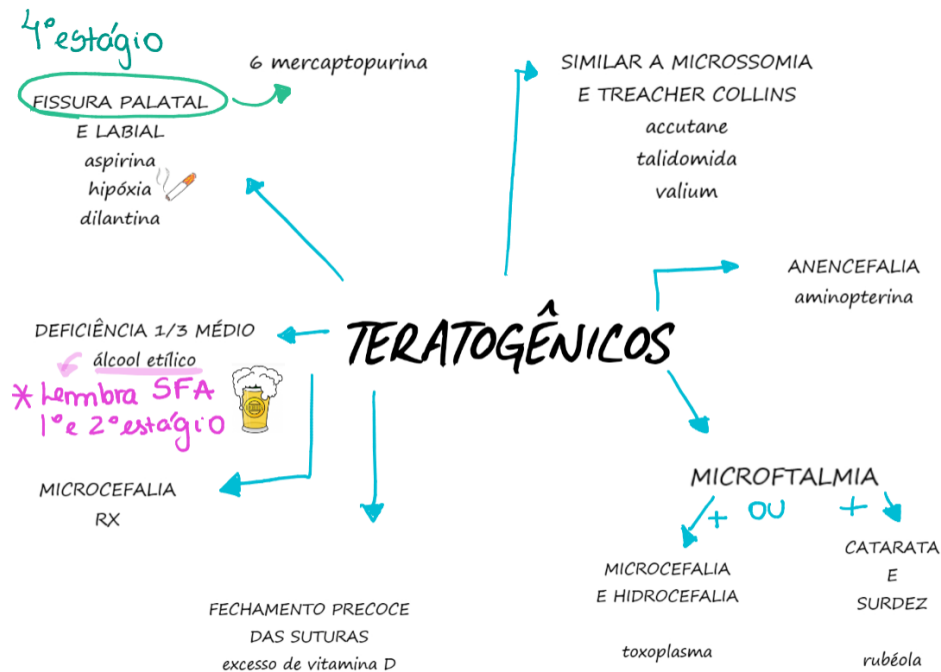 4º estágio
FISSURA PALATAL
E LABIAL
aspirina
hipóxia
dilantina
6 mercaptopurina
SIMILAR A MICROSSOMIA
E TREACHER COLLINS
accutane
talidomida
valium
ANENCEFALIA
aminopterina
TERATOGÊNICOS
DEFICIÊNCIA 1/3 MÉDIO
álcool etílico
* Lembra SFA
1º e 2º estágio
MICROCEFALIA
RX
FECHAMENTO PRECOCE
DAS SUTURAS
excesso de vitamina D
MICROFTALMIA
+ OU +
MICROCEFALIA
E HIDROCEFALIA
toxoplasma
CATARATA
E
SURDEZ
rubéola